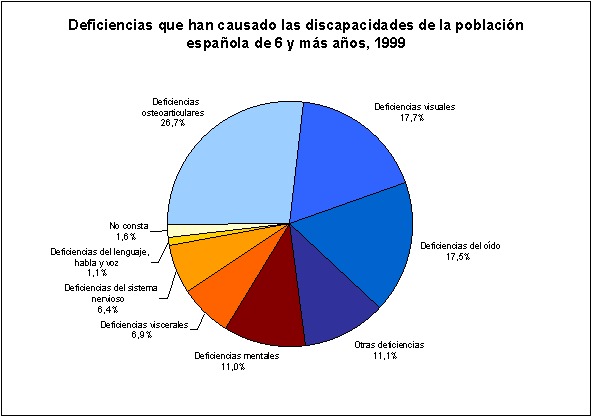 Deficiencias que han causado las discapacidades de la población
española de 6 y más años, 1999
Deficiencias
osteoarticulares
26,7%
Deficiencias visuales
17,7%
No consta
1,6%
Deficiencias del lenguaje,
habla y voz
1,1%
Deficiencias del oído
17,5%
Deficiencias del sistema
nervioso
6,4%
Deficiencias viscerales
6,9%
Deficiencias mentales
11,0%
Otras deficiencias
11,1%